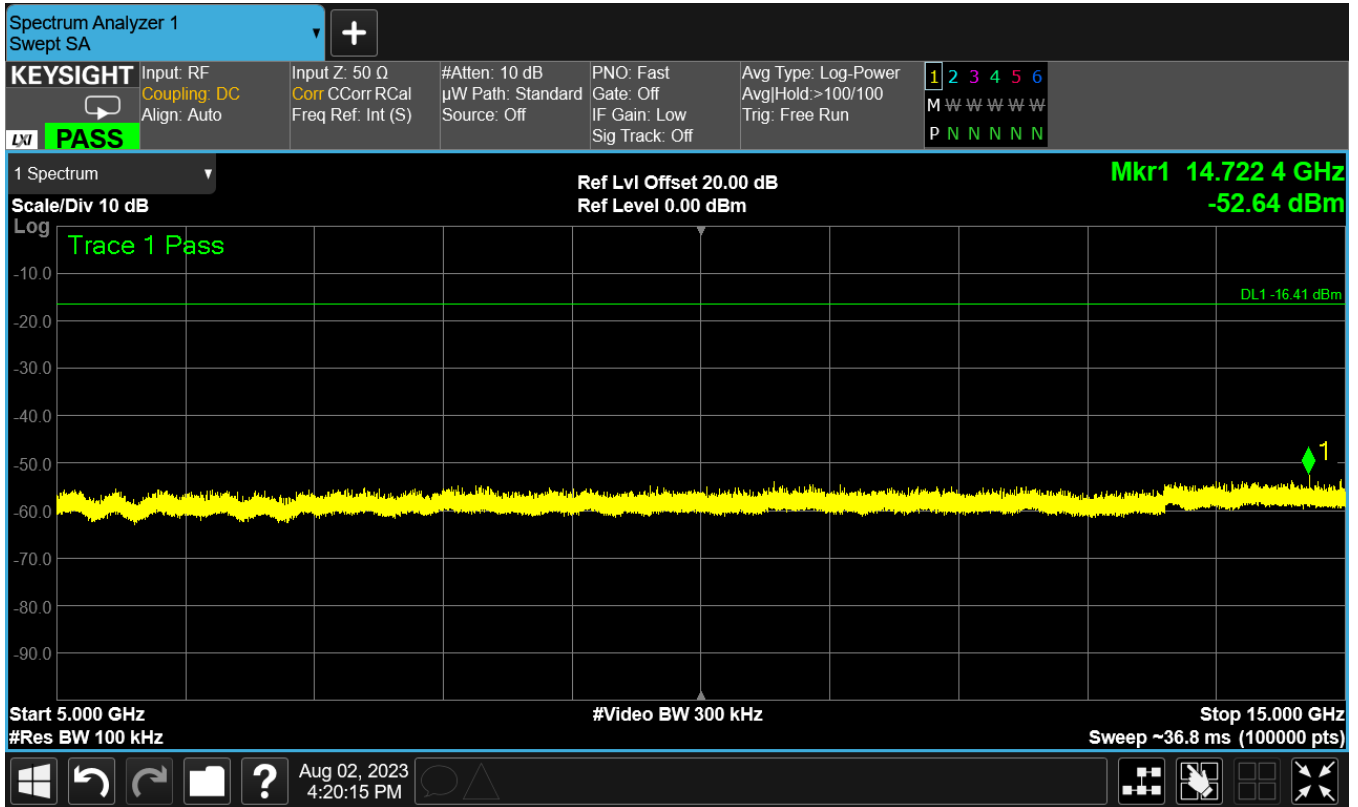 Spectrum Analyzer 1
Swept SA
+
KEYSIGHT
LXI PASS
Input: RF
Coupling: DC
Align: Auto
Input Z: 50 Ω
Corr CCorr RCal
Freq Ref: Int (S)
#Atten: 10 dB
µW Path: Standard
Source: Off
PNO: Fast
Gate: Off
IF Gain: Low
Sig Track: Off
Avg Type: Log-Power
Avg|Hold:>100/100
Trig: Free Run
1 2 3 4 5 6
M W W W W W
P N N N N N
1 Spectrum
Scale/Div 10 dB
Log
Ref Lvl Offset 20.00 dB
Ref Level 0.00 dBm
Mkr1 14.722 4 GHz
-52.64 dBm
Trace 1 Pass
-10.0
DL1 -16.41 dBm
-20.0
-30.0
-40.0
1
-50.0
-60.0
-70.0
-80.0
-90.0
Start 5.000 GHz
#Res BW 100 kHz
#Video BW 300 kHz
Stop 15.000 GHz
Sweep ~36.8 ms (100000 pts)
?
Aug 02, 2023
4:20:15 PM